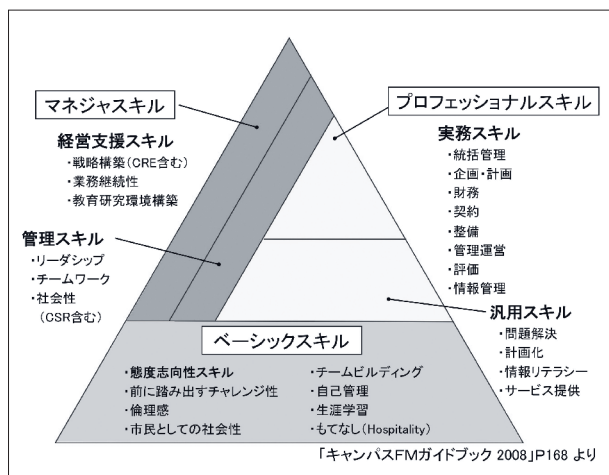 マネジャスキル
経営支援スキル
・戦略構築(CRE含む)
・業務継続性
・教育研究環境構築
管理スキル
・リーダシップ
・チームワーク
・社会性
(CSR含む)
プロフェッショナルスキル
実務スキル
・統括管理
・企画・計画
・財務
・契約
・整備
・管理運営
・評価
・情報管理
汎用スキル
・問題解決
・計画化
・情報リテラシー
・サービス提供
ベーシックスキル
・態度志向性スキル
・前に踏み出すチャレンジ性
・倫理感
・市民としての社会性
・チームビルディング
・自己管理
・生涯学習
・もてなし(Hospitality)
「キャンパスFMガイドブック 2008」P168 より